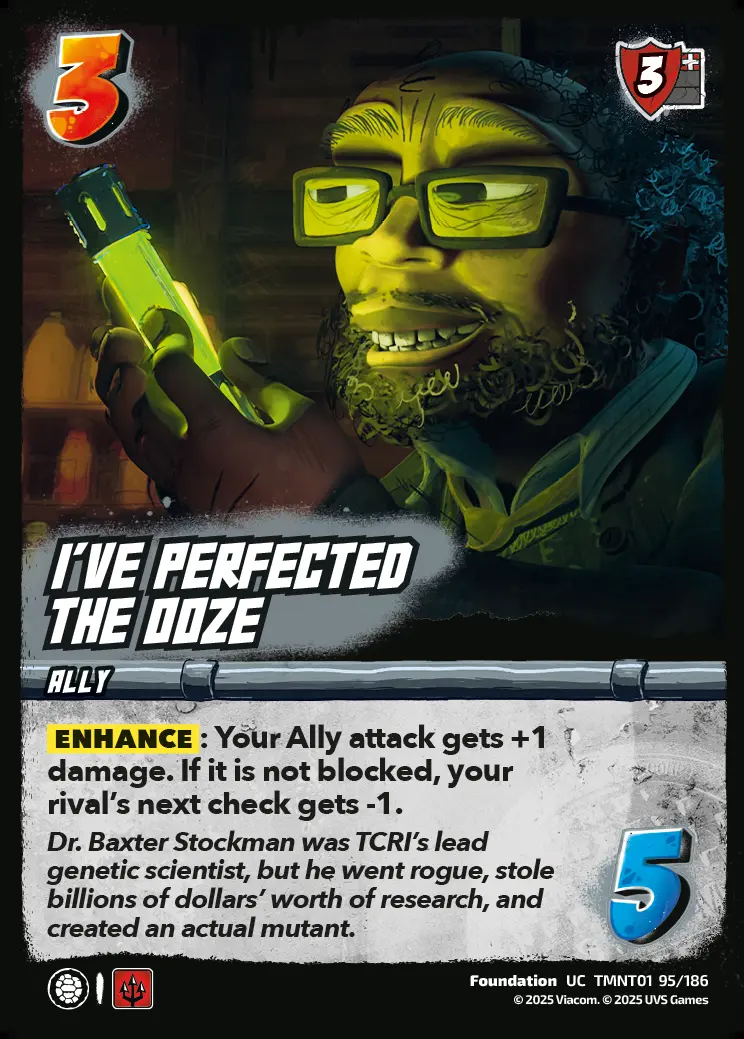 3
3
I'VE PERFECTED
THE OOZE
ALLY
ENHANCE: Your Ally attack gets +1
damage. If it is not blocked, your
rival's next check gets -1.
Dr. Baxter Stockman was TCRI's lead
genetic scientist, but he went rogue, stole
billions of dollars' worth of research, and
created an actual mutant.
5
Foundation UC TMNT01 95/186
© 2025 Viacom. © 2025 UVS Games